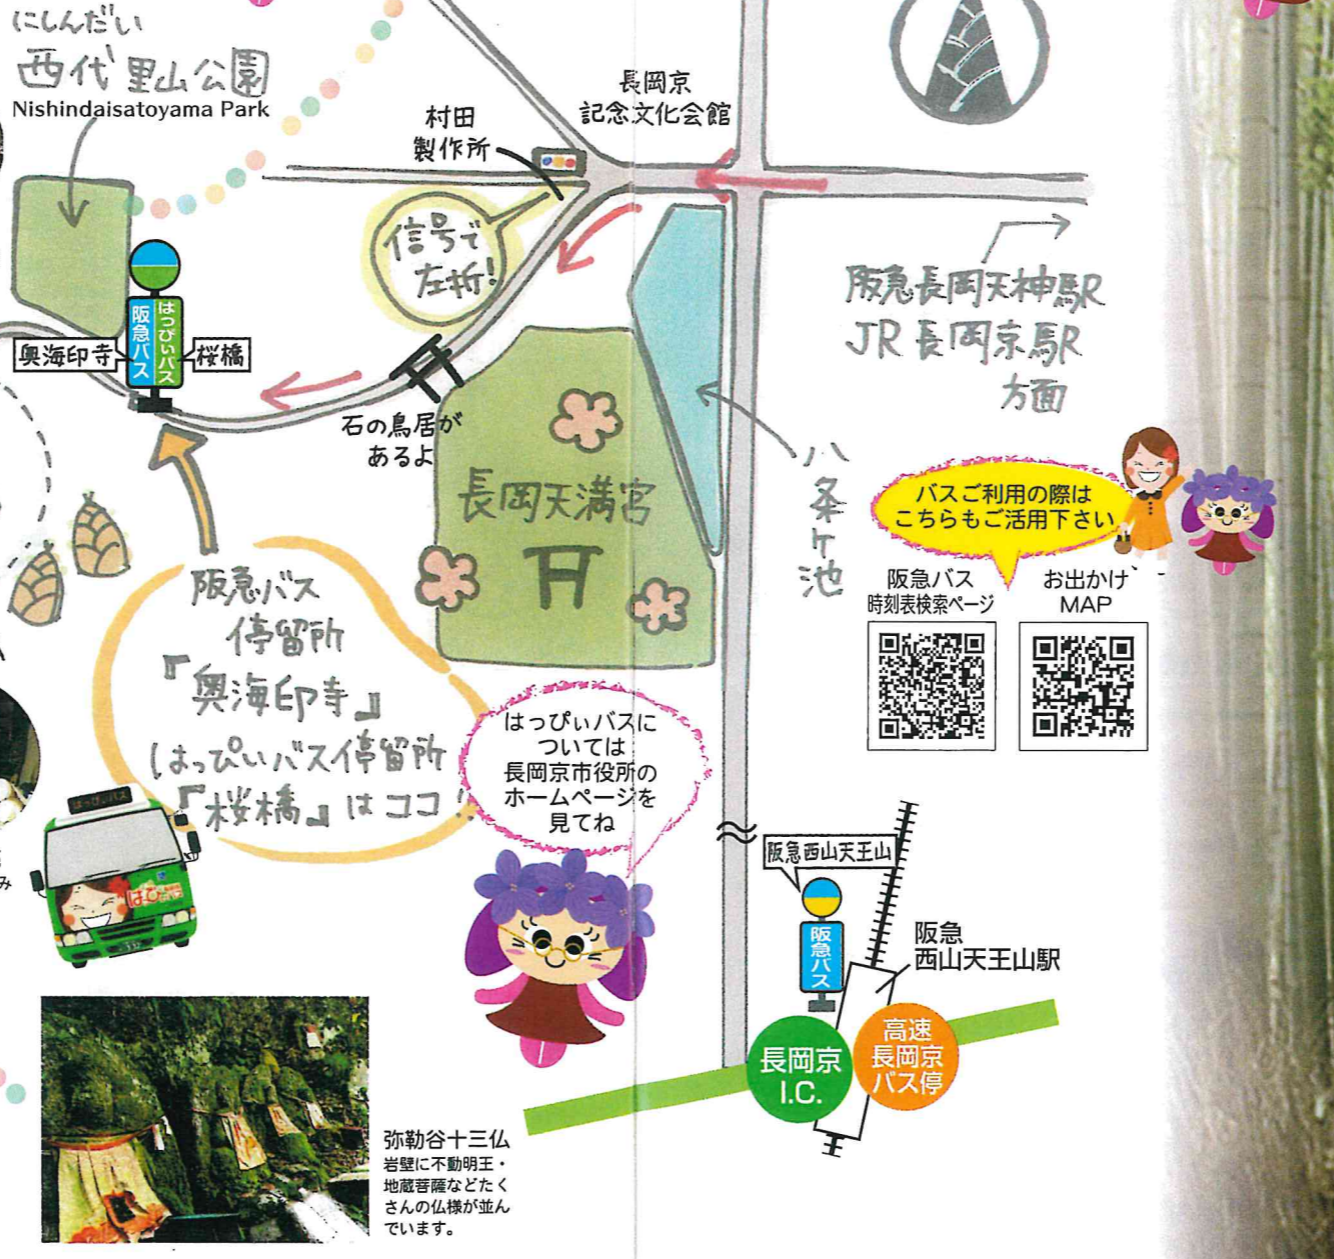 にしんだい
西代里山公園
Nishindaisatoyama Park
村田
製作所
長岡京
記念文化会館
信号で
左折!
阪急長岡天神駅
JR長岡京駅
方面
阪急バス
はっぴぃバス
奥海印寺
桜橋
石の鳥居が
あるよ
長岡天満宮
八条ヶ池
バスご利用の際は
こちらもご活用下さい
阪急バス
時刻表検索ページ
お出かけ
MAP
阪急バス
停留所
『奥海印寺』
はっぴぃバス停留所
『桜橋』はココ!
はっぴぃバスに
ついては
長岡京市役所の
ホームページを
見てね
はっぴぃバス
み
阪急西山天王山
阪急バス
阪急
西山天王山駅
長岡京
I.C.
高速
長岡京
バス停
弥勒谷十三仏
岩壁に不動明王・
地蔵菩薩などたく
さんの仏様が並ん
でいます。